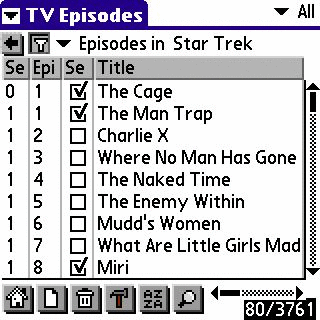 TV Episodes All
Episodes in Star Trek
Se Epi Se Title
0 1 The Cage
1 1 The Man Trap
1 2 Charlie X
1 3 Where No Man Has Gone
1 4 The Naked Time
1 5 The Enemy Within
1 6 Mudd's Women
1 7 What Are Little Girls Mad
1 8 Miri
T AZ ZA 80/3761